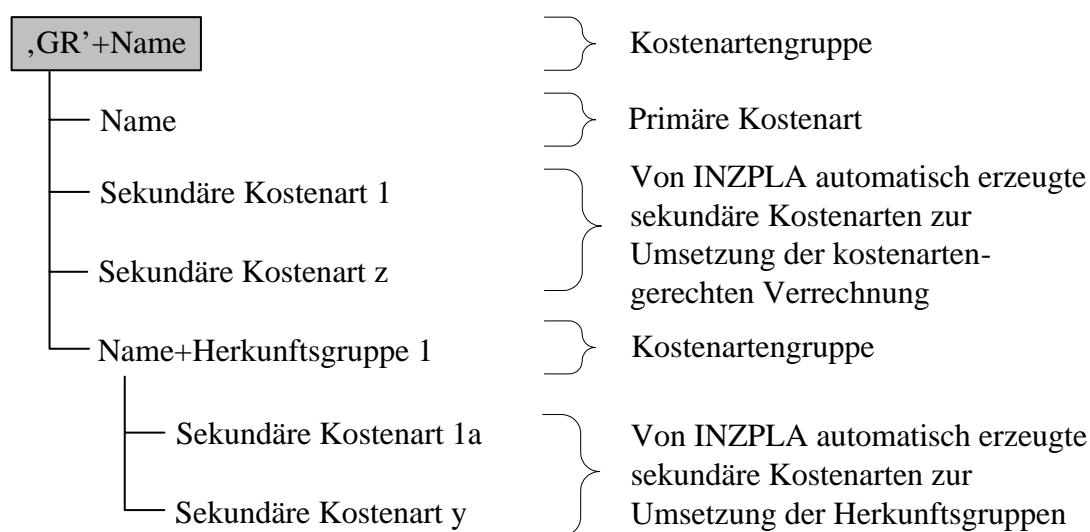 ‚GR’+Name
Kostenartengruppe
Name
Primäre Kostenart
Sekundäre Kostenart 1
Sekundäre Kostenart z
Von INZPLA automatisch erzeugte
sekundäre Kostenarten zur
Umsetzung der kostenarten-
gerechten Verrechnung
Name+Herkunftsgruppe 1
Kostenartengruppe
Sekundäre Kostenart 1a
Sekundäre Kostenart y
Von INZPLA automatisch erzeugte
sekundäre Kostenarten zur
Umsetzung der Herkunftsgruppen